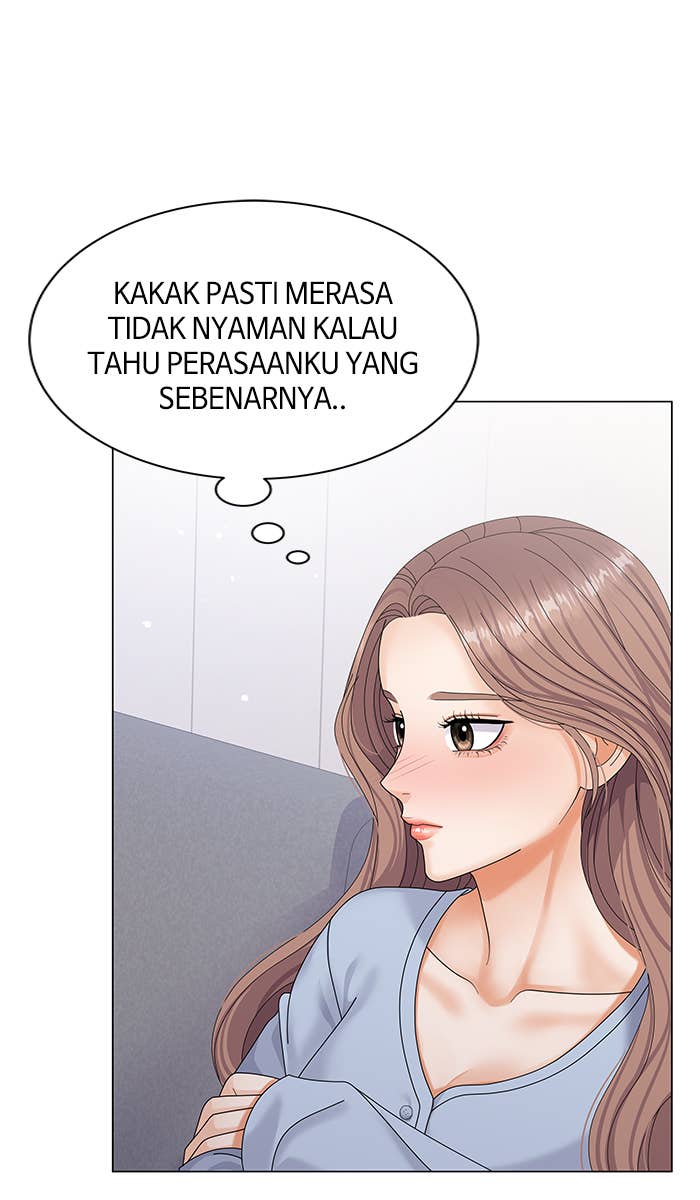 KAKAK PASTI MERASA
TIDAK NYAMAN KALAU
TAHU PERASAANKU YANG
SEBENARNYA..